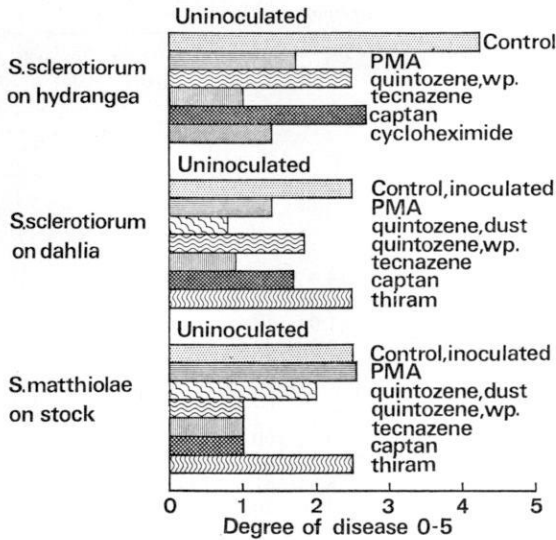 Uninoculated
Control
S.sclerotiorum
on hydrangea
PMA
quintozene,wp.
tecnazene
captan
cycloheximide
Uninoculated
S.sclerotiorum
on dahlia
Control,inoculated
PMA
quintozene,dust
quintozene,wp.
tecnazene
captan
thiram
Uninoculated
S.matthiolae
on stock
Control,inoculated
PMA
quintozene,dust
quintozene,wp.
tecnazene
captan
thiram
0 1 2 3 4 5
Degree of disease 0-5